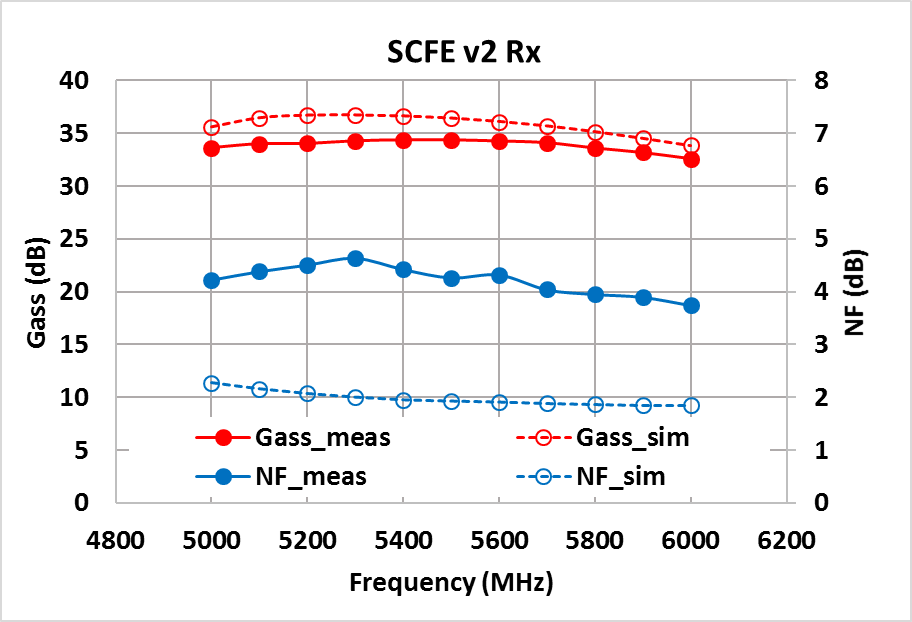 SCFE v2 Rx
40
35
30
25
20
15
10
5
0
Gass (dB)
8
7
6
5
4
3
2
1
0
NF (dB)
Gass_meas
Gass_sim
NF_meas
NF_sim
4800 5000 5200 5400 5600 5800 6000 6200
Frequency (MHz)